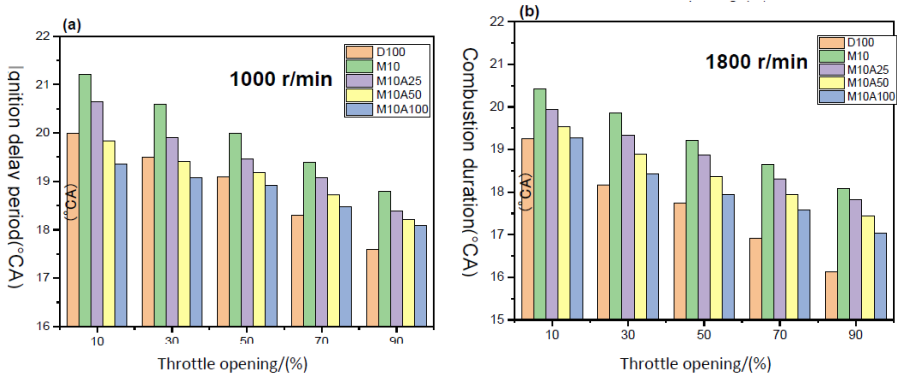 (a)
22
21
20
19
18
17
16
Ignition delay period(°CA)
(°CA)
1000 r/min
D100
M10
M10A25
M10A50
M10A100
10 30 50 70 90
Throttle opening/(%)
(b)
22
21
20
19
18
17
16
15
Combustion duration(°CA)
(°CA)
1800 r/min
D100
M10
M10A25
M10A50
M10A100
10 30 50 70 90
Throttle opening/(%)